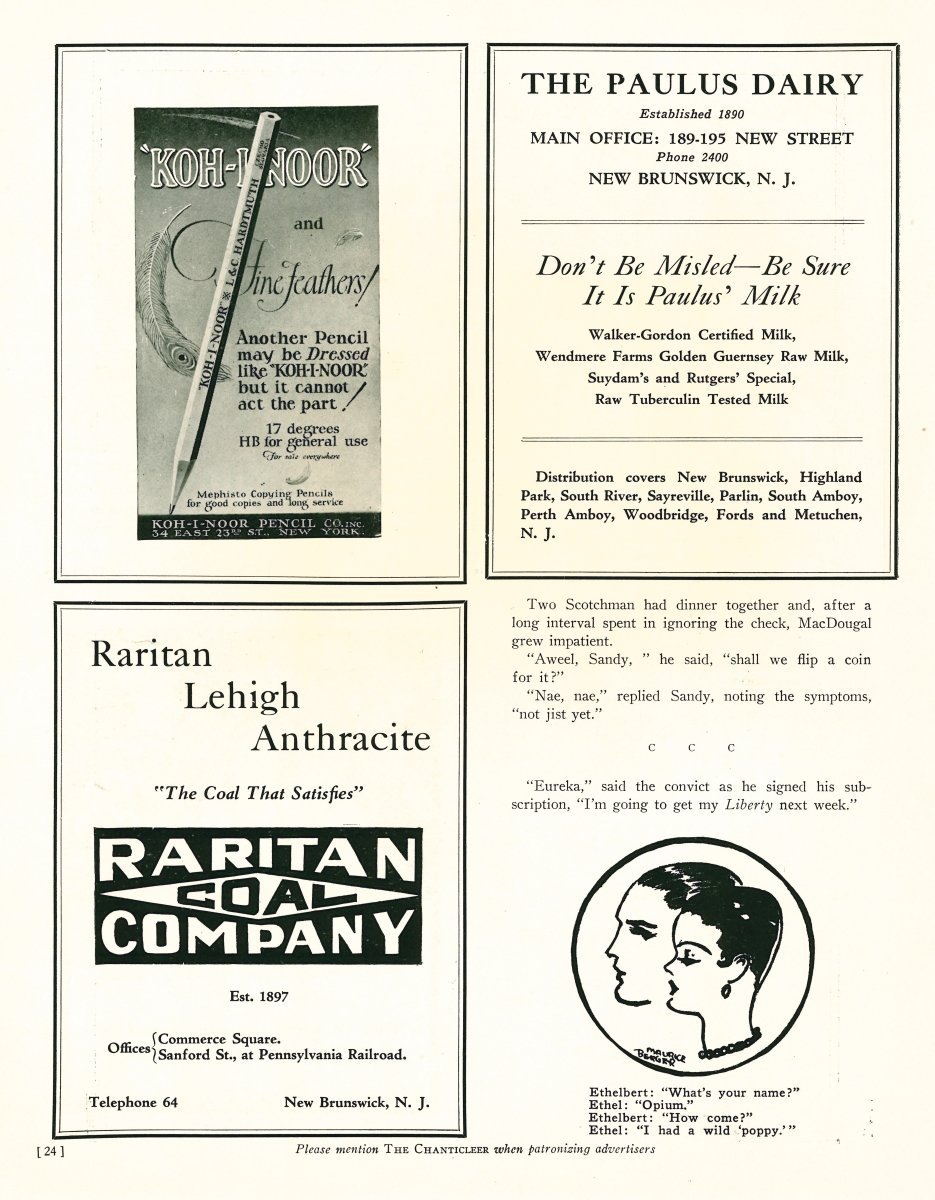 "KOH-I-NOOR"
and
Fine feathers!
Another Pencil
may be Dressed
like "KOH-I-NOOR"
but it cannot
act the part!
17 degrees
HB for general use
For sale everywhere
"KOH-I-NOOR" ※ L&C HARDTMUTH
Mephisto Copying Pencils
for good copies and long service
KOH-I-NOOR PENCIL CO. INC.
34 EAST 23RD ST., NEW YORK.
THE PAULUS DAIRY
Established 1890
MAIN OFFICE: 189-195 NEW STREET
Phone 2400
NEW BRUNSWICK, N. J.
Don't Be Misled—Be Sure
It Is Paulus' Milk
Walker-Gordon Certified Milk,
Wendmere Farms Golden Guernsey Raw Milk,
Suydam's and Rutgers' Special,
Raw Tuberculin Tested Milk
Distribution covers New Brunswick, Highland
Park, South River, Sayreville, Parlin, South Amboy,
Perth Amboy, Woodbridge, Fords and Metuchen,
N. J.
Raritan
Lehigh
Anthracite
"The Coal That Satisfies"
RARITAN
COAL
COMPANY
Est. 1897
Offices { Commerce Square.
Sanford St., at Pennsylvania Railroad.
Telephone 64 New Brunswick, N. J.
Two Scotchman had dinner together and, after a
long interval spent in ignoring the check, MacDougal
grew impatient.
"Aweel, Sandy, " he said, "shall we flip a coin
for it?"
"Nae, nae," replied Sandy, noting the symptoms,
"not jist yet."
C C C
"Eureka," said the convict as he signed his sub-
scription, "I'm going to get my Liberty next week."
MAURICE
BERGER
Ethelbert: "What's your name?"
Ethel: "Opium."
Ethelbert: "How come?"
Ethel: "I had a wild 'poppy.'"
[ 24 ]
Please mention THE CHANTICLEER when patronizing advertisers